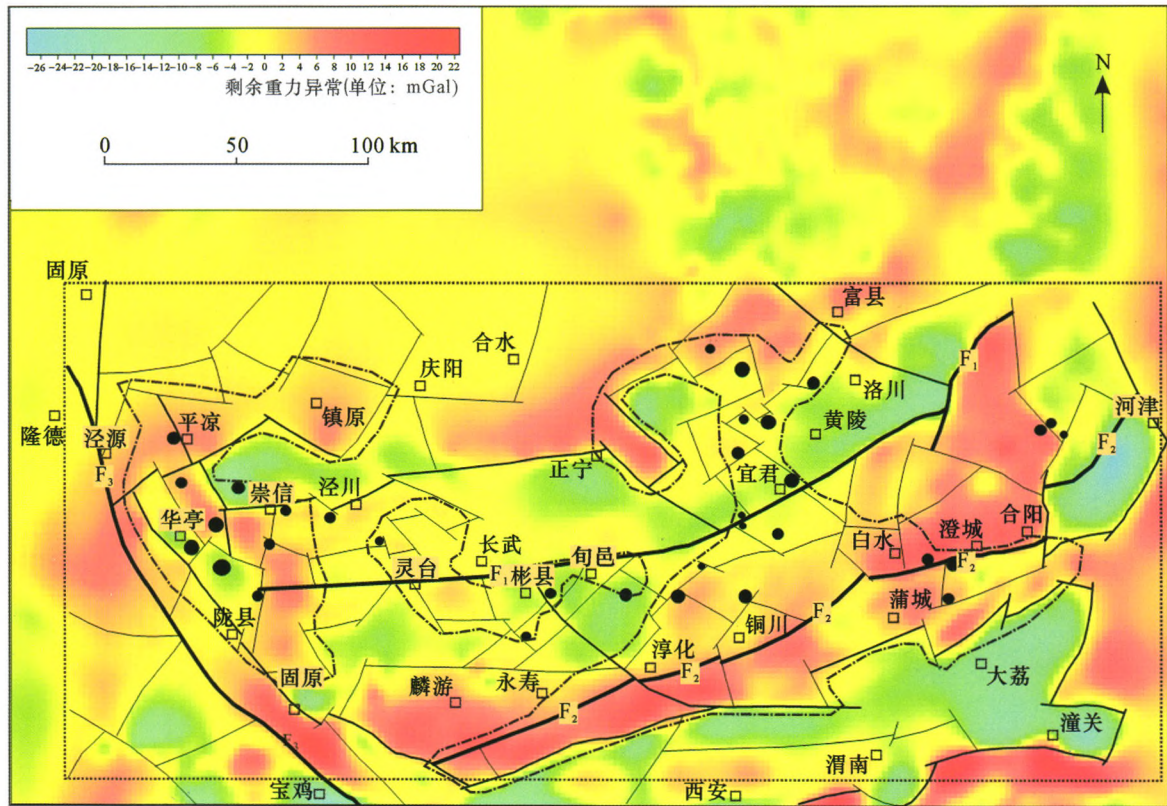 -26 -24 -22 -20 -18 -16 -14 -12 -10 -8 -6 -4 -2 0 2 4 6 8 10 12 14 16 18 20 22
剩余重力异常(单位：mGal)
0 50 100 km
N
固原
富县
合水
F₁
庆阳
洛川
隆德
泾源
平凉
镇原
黄陵
河津
F₂
F₃
正宁
崇信
泾川
宜君
华亭
长武
白水
澄城
合阳
灵台
F₁
彬县
旬邑
F₂
陇县
铜川
F₂
蒲城
固原
麟游
永寿
淳化
F₂
大荔
F₂
F₃
潼关
渭南
宝鸡
西安